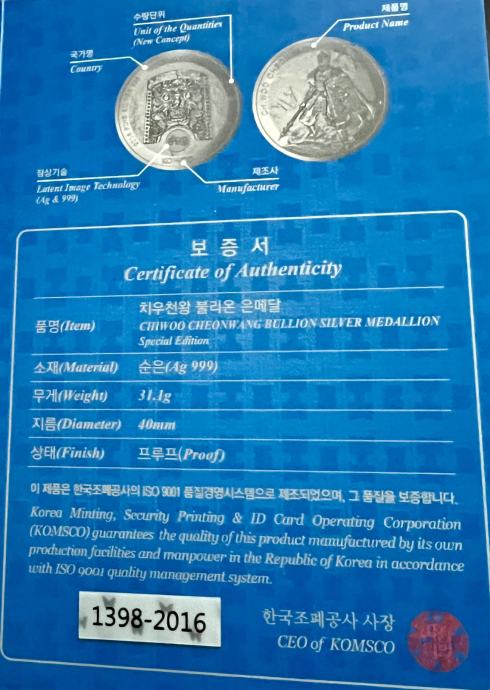 수량단위
Unit of the Quantities
(New Concept)
제품명
Product Name
국가명
Country
잠상기술
Latent Image Technology
(Ag & 999)
제조사
Manufacturer
보증서
Certificate of Authenticity
품명(Item)
치우천왕 불리온 은메달
CHIWOO CHEONWANG BULLION SILVER MEDALLION
Special Edition
소재(Material) 순은(Ag 999)
무게(Weight) 31.1g
지름(Diameter) 40mm
상태(Finish) 프루프(Proof)
이 제품은 한국조폐공사의 ISO 9001 품질경영시스템으로 제조되었으며, 그 품질을 보증합니다.
Korea Minting, Security Printing & ID Card Operating Corporation
(KOMSCO) guarantees the quality of this product manufactured by its own
production facilities and manpower in the Republic of Korea in accordance
with ISO 9001 quality management system.
1398-2016
한국조폐공사 사장
CEO of KOMSCO